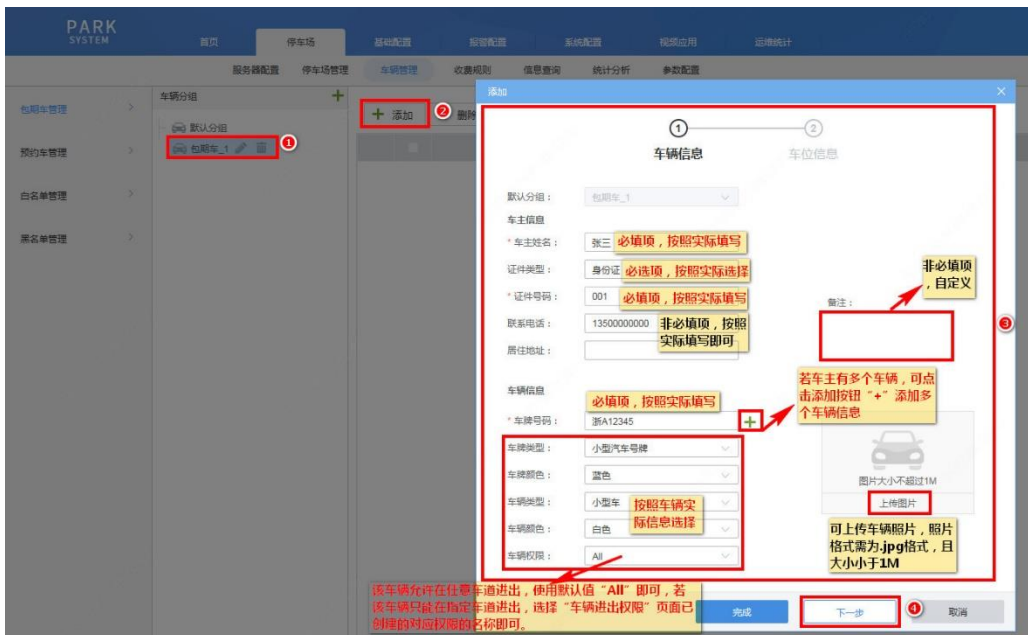 PARK
SYSTEM
首页 停车场 基础配置 报警配置 系统配置 视频应用 运维统计
服务器配置 停车场管理 车辆管理 收费规则 信息查询 统计分析 参数配置
包期车管理
预约车管理
白名单管理
黑名单管理
车辆分组
默认分组
包期车_1
1
添加
2
删除
添加
1
2
车辆信息
车位信息
默认分组：
包期车_1
车主信息
* 车主姓名：
张三
必填项，按照实际填写
证件类型：
身份证
必选项，按照实际选择
* 证件号码：
001
必填项，按照实际填写
联系电话：
13500000000
非必填项，按照
实际填写即可
居住地址：
备注：
非必填项
，自定义
3
车辆信息
必填项，按照实际填写
若车主有多个车辆，可点
击添加按钮“+”添加多
个车辆信息
* 车牌号码：
浙A12345
车牌类型：
小型汽车号牌
车牌颜色：
蓝色
车辆类型：
小型车
按照车辆实
际信息选择
车辆颜色：
白色
车辆权限：
All
图片大小不超过1M
上传图片
可上传车辆照片，照片
格式需为.jpg格式，且
大小小于1M
该车辆允许在任意车道进出，使用默认值“All”即可，若
该车辆只能在指定车道进出，选择“车辆进出权限”页面已
创建的对应权限的名称即可。
完成
下一步
4
取消